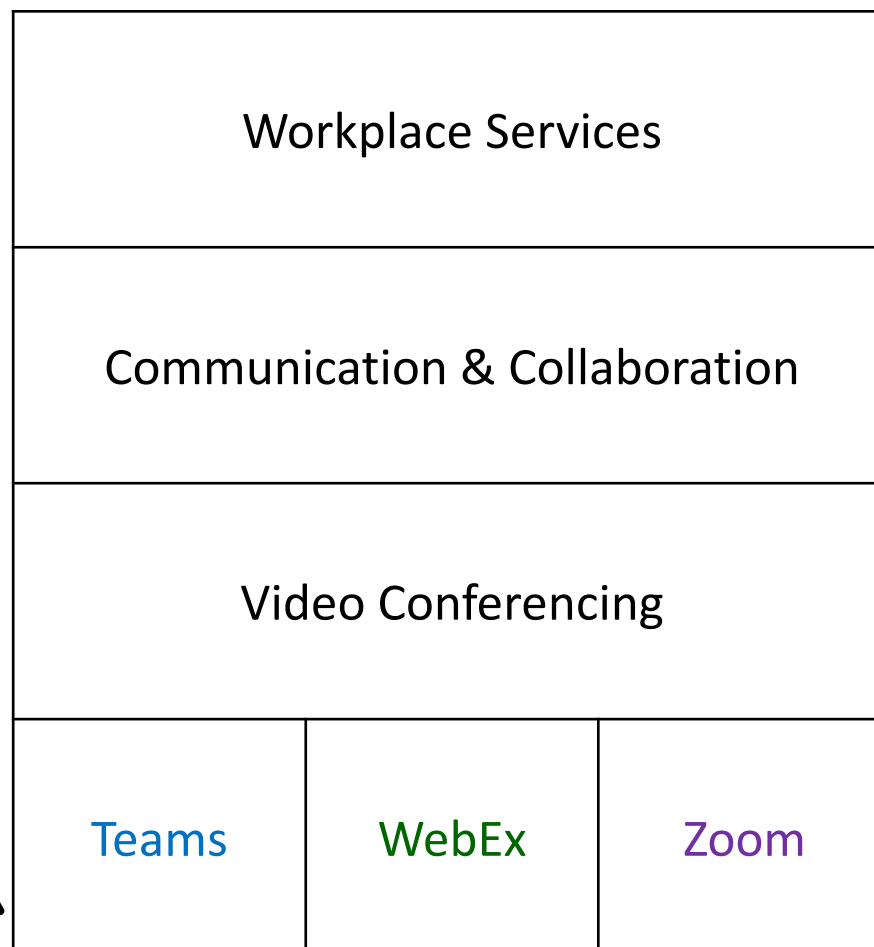 Workplace Services
Communication & Collaboration
Video Conferencing
Teams WebEx Zoom